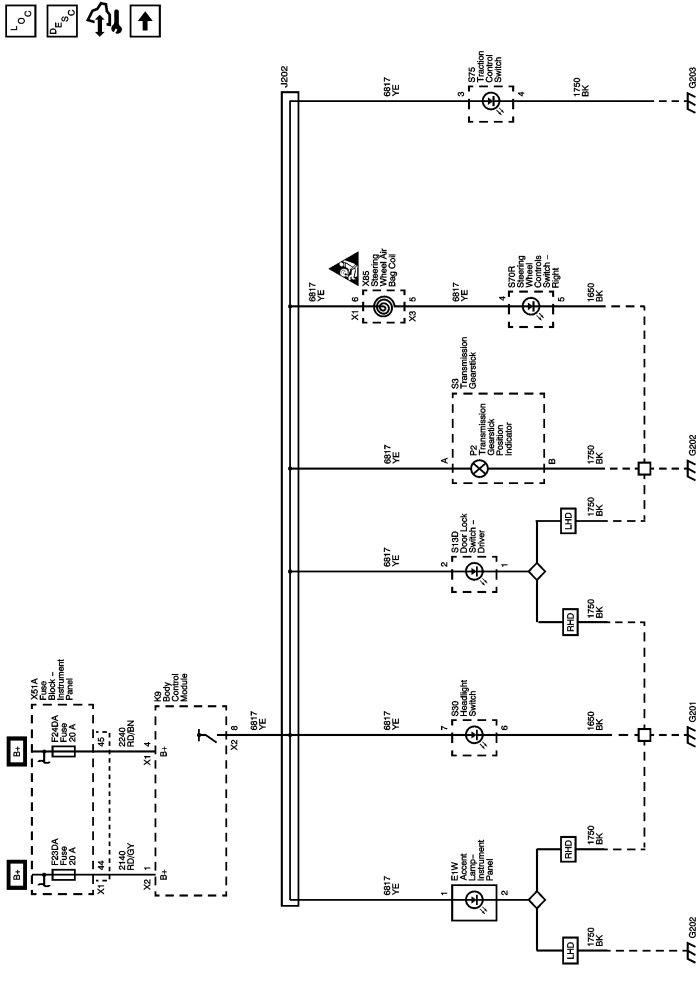 LOC
DESC
J202
6817
YE
3
S75
Traction
Control
Switch
4
1750
BK
G203
6817
YE
X1
6
X85
Steering
Wheel Air
Bag Coil
5
X3
6817
YE
4
S70R
Steering
Wheel
Controls
Switch –
Right
5
1650
BK
6817
YE
A
S3
Transmission
Gearstick
P2
Transmission
Gearstick
Position
Indicator
B
1750
BK
G202
6817
YE
2
S13D
Door Lock
Switch –
Driver
1
LHD
1750
BK
RHD
1750
BK
B+
X51A
Fuse
Block –
Instrument
Panel
F24DA
Fuse
20 A
45
2240
RD/BN
X1
4
B+
K9
Body
Control
Module
X2
8
6817
YE
6817
YE
7
S30
Headlight
Switch
6
1650
BK
G201
B+
F23DA
Fuse
20 A
X1
44
2140
RD/GY
X2
1
B+
6817
YE
1
E1W
Accent
Lamp–
Instrument
Panel
2
RHD
1750
BK
LHD
1750
BK
G202